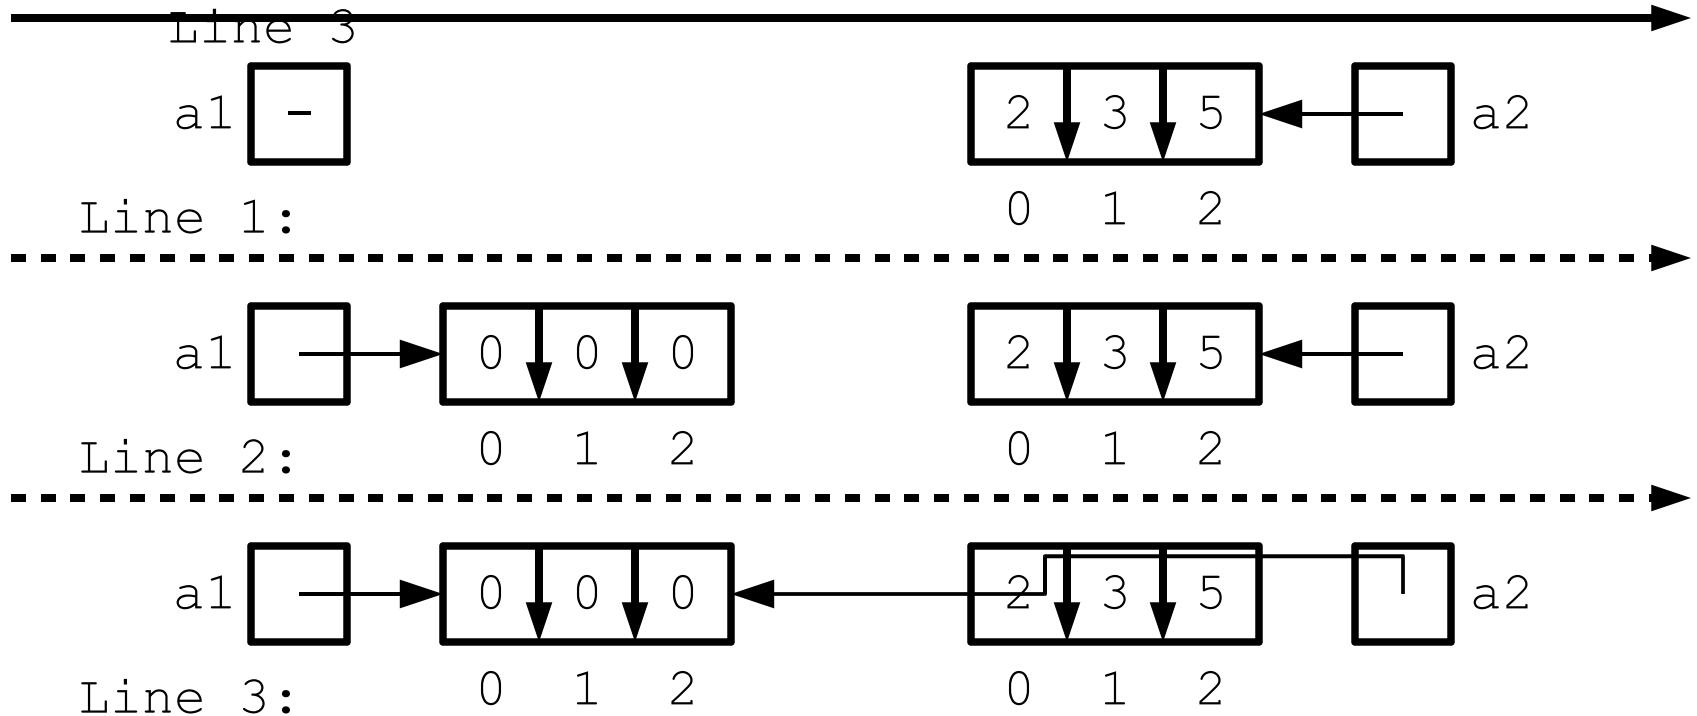 Line 3
a1 - 2 3 5 a2
0 1 2
Line 1:
a1 0 0 0 2 3 5 a2
0 1 2 0 1 2
Line 2:
a1 0 0 0 2 3 5 a2
0 1 2 0 1 2
Line 3: